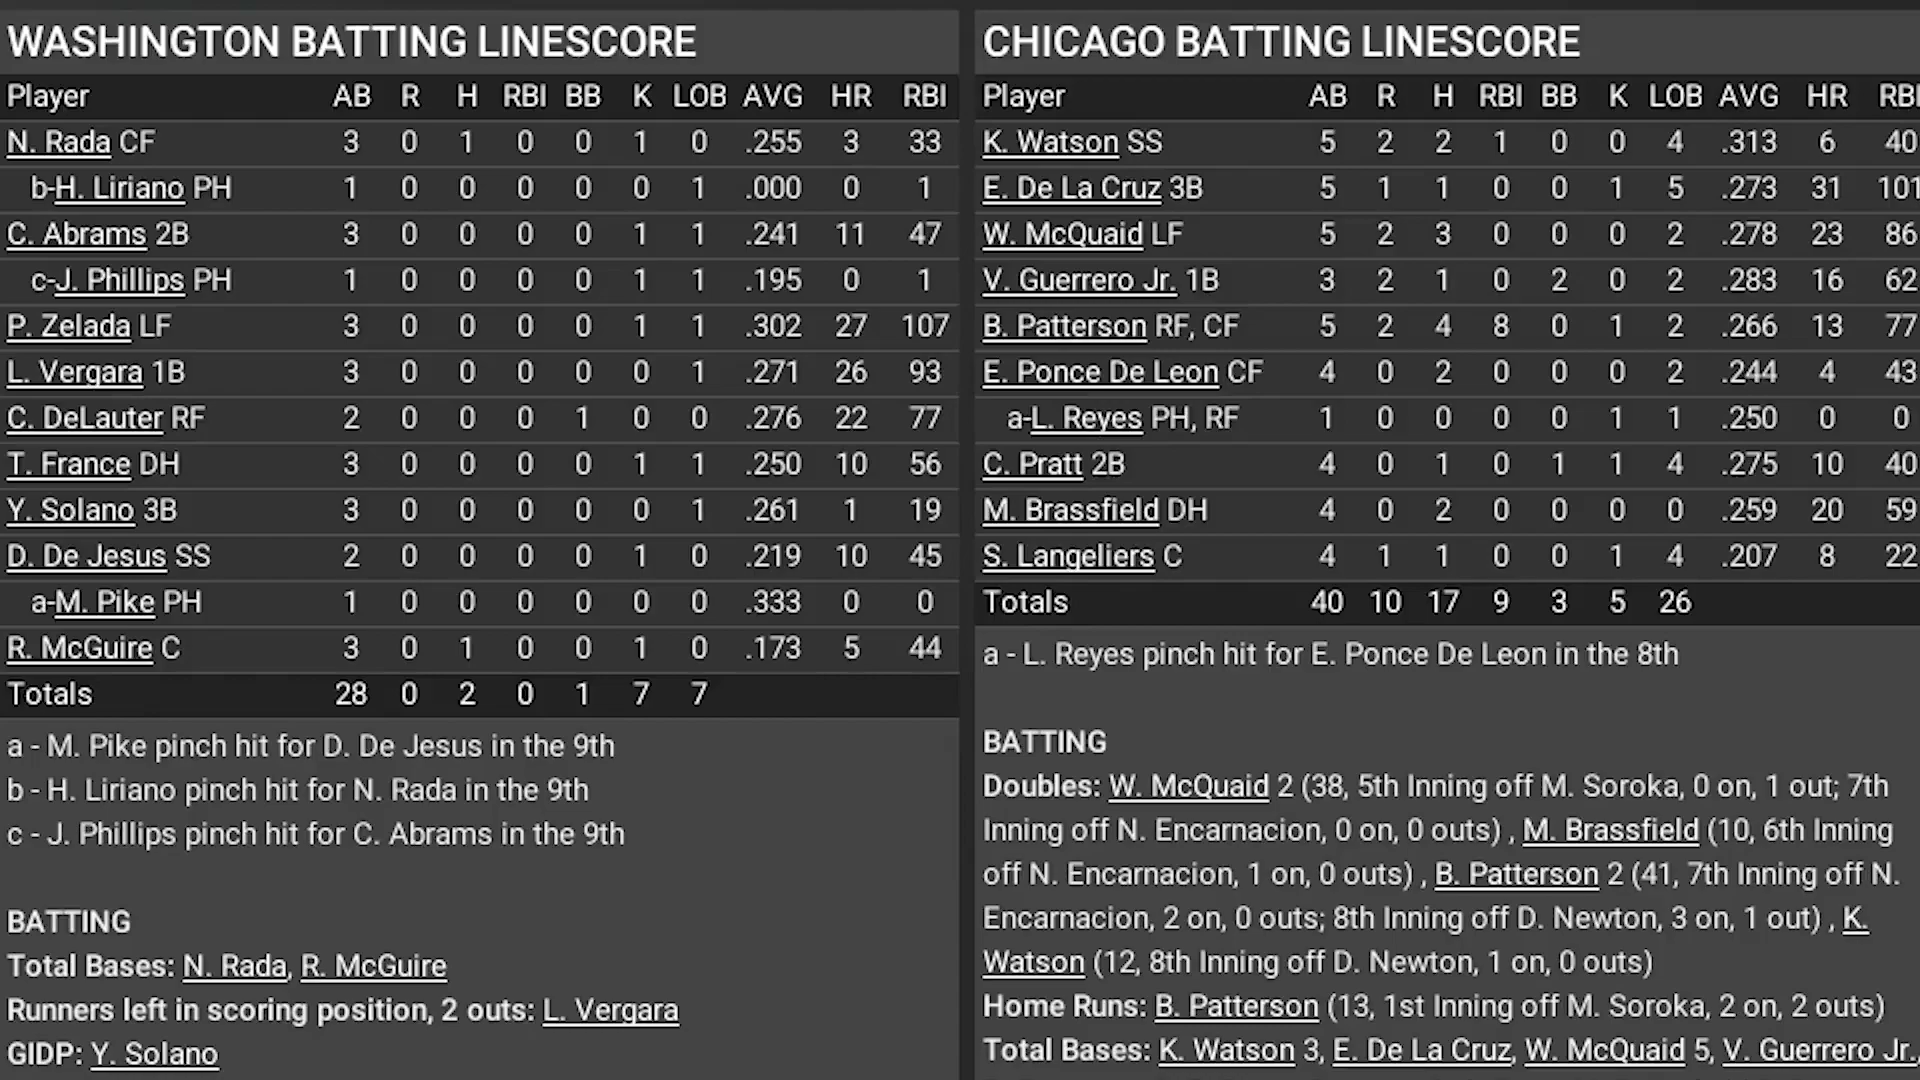 WASHINGTON BATTING LINESCORE
Player AB R H RBI BB K LOB AVG HR RBI
N. Rada CF 3 0 1 0 0 1 0 .255 3 33
b-H. Liriano PH 1 0 0 0 0 0 1 .000 0 1
C. Abrams 2B 3 0 0 0 0 1 1 .241 11 47
c-J. Phillips PH 1 0 0 0 0 1 1 .195 0 1
P. Zelada LF 3 0 0 0 0 1 1 .302 27 107
L. Vergara 1B 3 0 0 0 0 0 1 .271 26 93
C. DeLauter RF 2 0 0 0 1 0 0 .276 22 77
T. France DH 3 0 0 0 0 1 1 .250 10 56
Y. Solano 3B 3 0 0 0 0 0 1 .261 1 19
D. De Jesus SS 2 0 0 0 0 1 0 .219 10 45
a-M. Pike PH 1 0 0 0 0 0 0 .333 0 0
R. McGuire C 3 0 1 0 0 1 0 .173 5 44
Totals 28 0 2 0 1 7 7
a - M. Pike pinch hit for D. De Jesus in the 9th
b - H. Liriano pinch hit for N. Rada in the 9th
c - J. Phillips pinch hit for C. Abrams in the 9th
BATTING
Total Bases: N. Rada, R. McGuire
Runners left in scoring position, 2 outs: L. Vergara
GIDP: Y. Solano
CHICAGO BATTING LINESCORE
Player AB R H RBI BB K LOB AVG HR RBI
K. Watson SS 5 2 2 1 0 0 4 .313 6 40
E. De La Cruz 3B 5 1 1 0 0 1 5 .273 31 101
W. McQuaid LF 5 2 3 0 0 0 2 .278 23 86
V. Guerrero Jr. 1B 3 2 1 0 2 0 2 .283 16 62
B. Patterson RF, CF 5 2 4 8 0 1 2 .266 13 77
E. Ponce De Leon CF 4 0 2 0 0 0 2 .244 4 43
a-L. Reyes PH, RF 1 0 0 0 0 1 1 .250 0 0
C. Pratt 2B 4 0 1 0 1 1 4 .275 10 40
M. Brassfield DH 4 0 2 0 0 0 0 .259 20 59
S. Langeliers C 4 1 1 0 0 1 4 .207 8 22
Totals 40 10 17 9 3 5 26
a - L. Reyes pinch hit for E. Ponce De Leon in the 8th
BATTING
Doubles: W. McQuaid 2 (38, 5th Inning off M. Soroka, 0 on, 1 out; 7th
Inning off N. Encarnacion, 0 on, 0 outs) , M. Brassfield (10, 6th Inning
off N. Encarnacion, 1 on, 0 outs) , B. Patterson 2 (41, 7th Inning off N.
Encarnacion, 2 on, 0 outs; 8th Inning off D. Newton, 3 on, 1 out) , K.
Watson (12, 8th Inning off D. Newton, 1 on, 0 outs)
Home Runs: B. Patterson (13, 1st Inning off M. Soroka, 2 on, 2 outs)
Total Bases: K. Watson 3, E. De La Cruz, W. McQuaid 5, V. Guerrero Jr.,